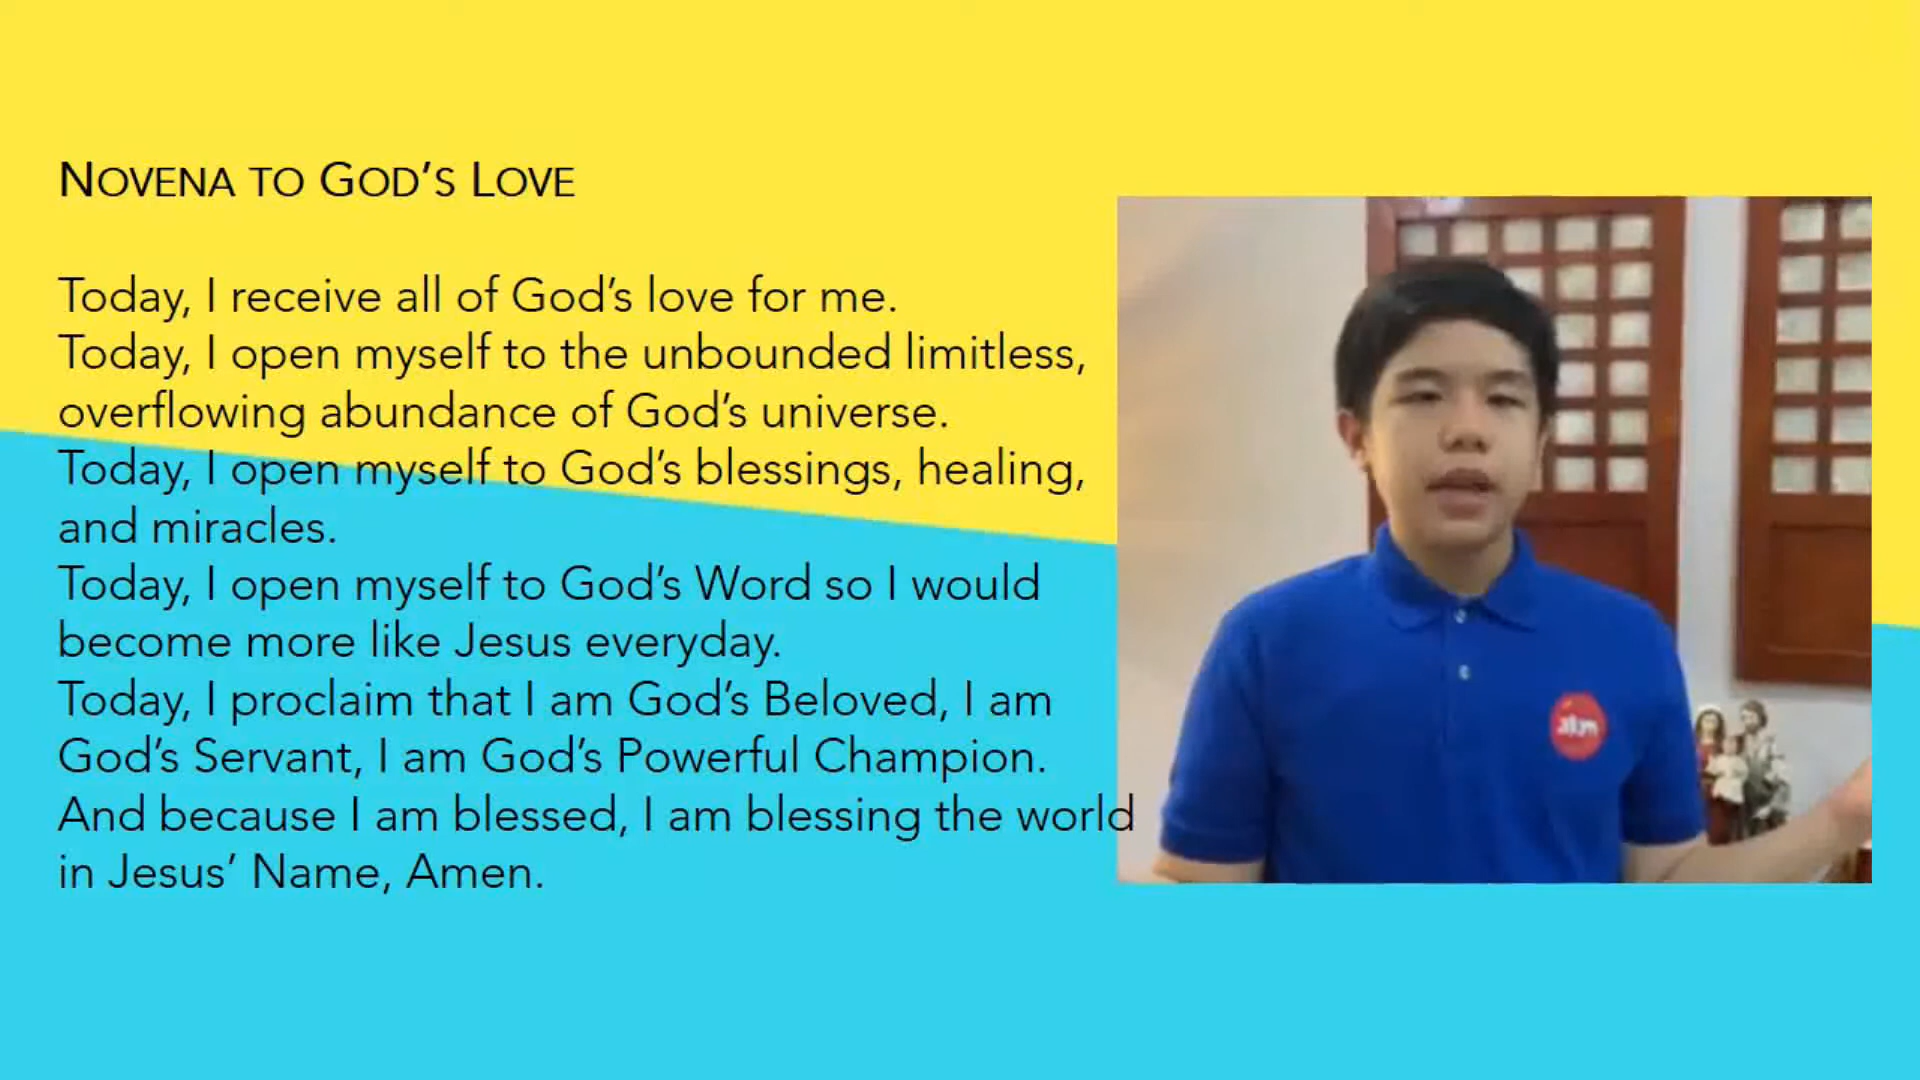 NOVENA TO GOD'S LOVE
Today, I receive all of God's love for me.
Today, I open myself to the unbounded limitless,
overflowing abundance of God's universe.
Today, I open myself to God's blessings, healing,
and miracles.
Today, I open myself to God's Word so I would
become more like Jesus everyday.
Today, I proclaim that I am God's Beloved, I am
God's Servant, I am God's Powerful Champion.
And because I am blessed, I am blessing the world
in Jesus' Name, Amen.